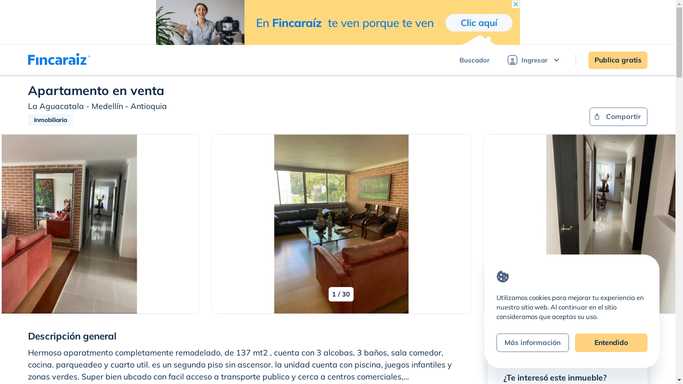 En Fincaraíz te ven porque te ven
Clic aquí
Fincaraiz
Buscador
Ingresar
Publica gratis
Apartamento en venta
La Aguacatala - Medellín - Antioquia
Inmobiliaria
Compartir
1 / 30
Utilizamos cookies para mejorar tu experiencia en
nuestro sitio web. Al continuar en el sitio
consideramos que aceptas su uso.
Más información
Entendido
Descripción general
Hermoso aparatmento completamente remodelado, de 137 mt2 , cuenta con 3 alcobas, 3 baños, sala comedor,
cocina, parqueadeo y cuarto util. es un segundo piso sin ascensor. la unidad cuenta con piscina, juegos infantiles y
zonas verdes. Super bien ubcado con facil acceso a transporte publico y cerca a centros comerciales,...
¿Te interesó este inmueble?